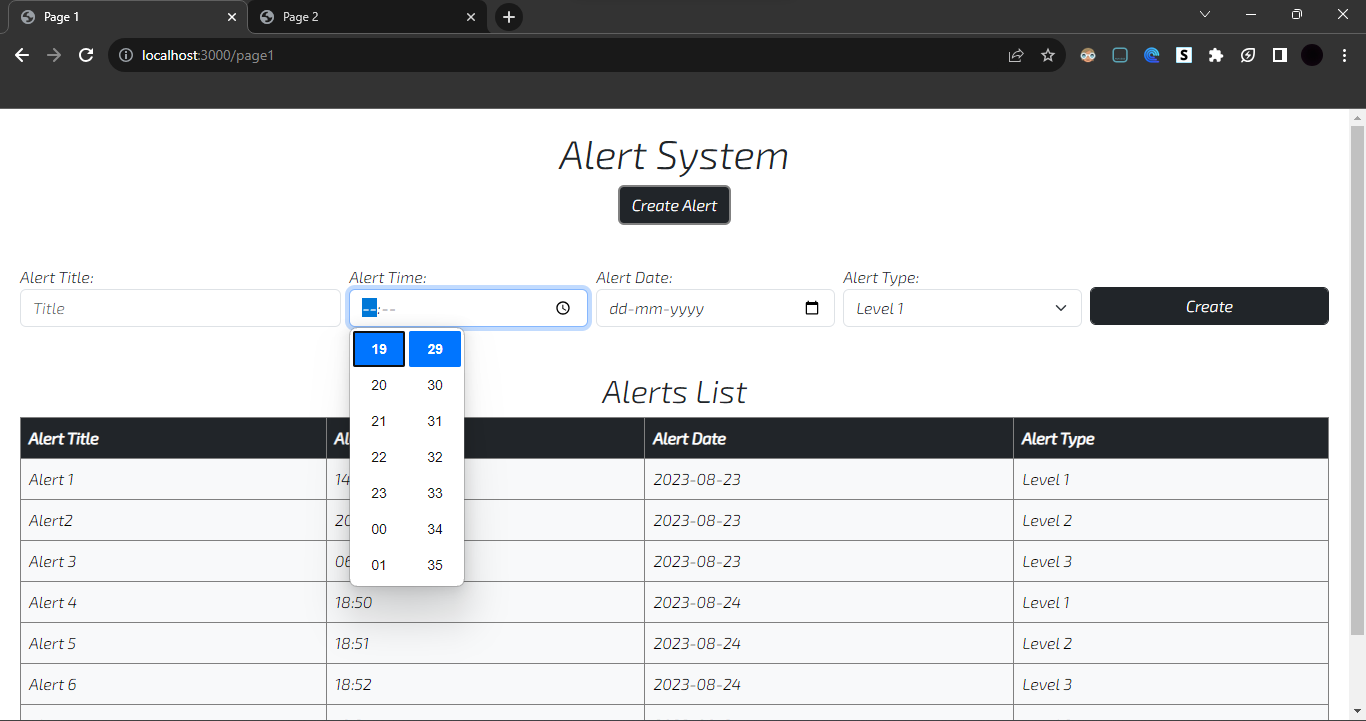 Page 1 Page 2
localhost:3000/page1
Alert System
Create Alert
Alert Title: Alert Time: Alert Date: Alert Type:
Title --:-- dd-mm-yyyy Level 1 Create
19 29
20 30
21 31
22 32
23 33
00 34
01 35
Alerts List
Alert Title Al Alert Date Alert Type
Alert 1 14 2023-08-23 Level 1
Alert2 20 2023-08-23 Level 2
Alert 3 06 2023-08-23 Level 3
Alert 4 18:50 2023-08-24 Level 1
Alert 5 18:51 2023-08-24 Level 2
Alert 6 18:52 2023-08-24 Level 3